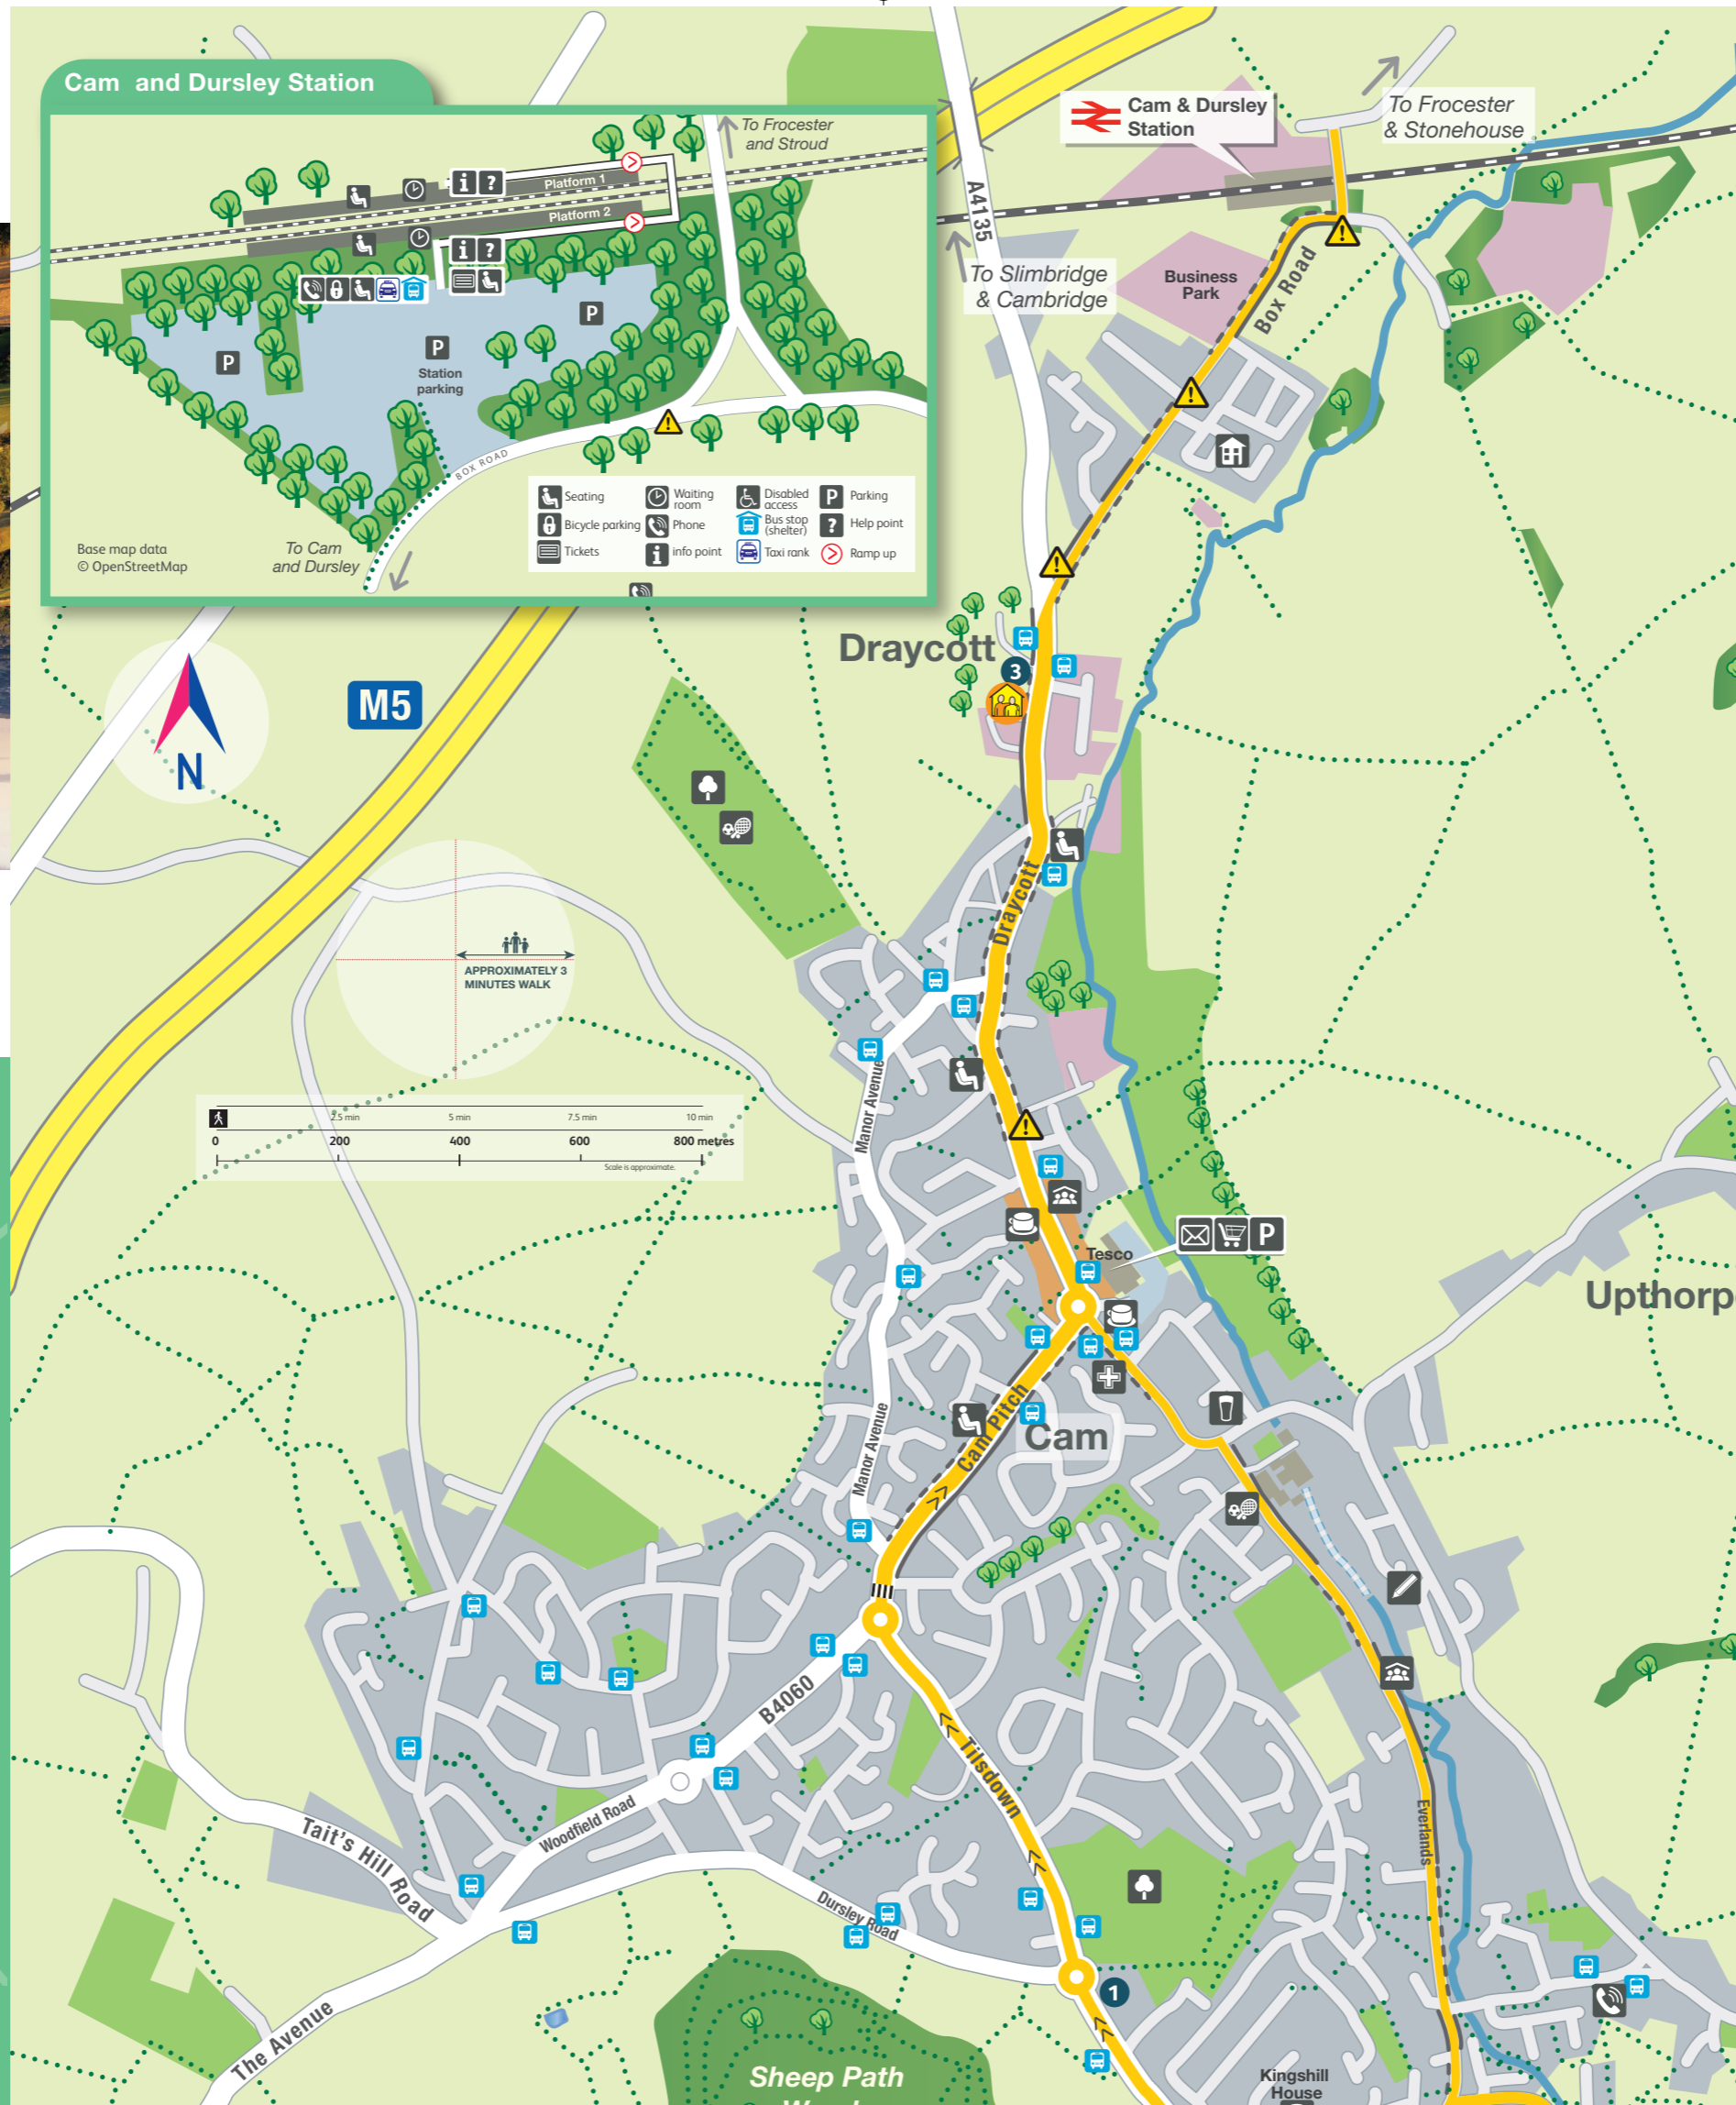 Cam and Dursley Station
To Frocester
and Stroud
Platform 1
Platform 2
Station
parking
BOX ROAD
To Cam
and Dursley
Base map data
© OpenStreetMap
Seating
Waiting
room
Disabled
access
Parking
Bicycle parking
Phone
Bus stop
(shelter)
Help point
Tickets
info point
Taxi rank
Ramp up
Cam & Dursley
Station
To Frocester
& Stonehouse
A4135
To Slimbridge
& Cambridge
Business
Park
Box Road
Draycott
3
M5
N
Draycott
APPROXIMATELY 3
MINUTES WALK
2.5 min 5 min 7.5 min 10 min
0 200 400 600 800 metres
Scale is approximate.
Manor Avenue
Tesco
P
Upthorp
Cam Pitch
Cam
Manor Avenue
B4060
Tilsdown
Woodfield Road
Tait's Hill Road
Everlands
Dursley Road
1
The Avenue
Sheep Path
Kingshill
House